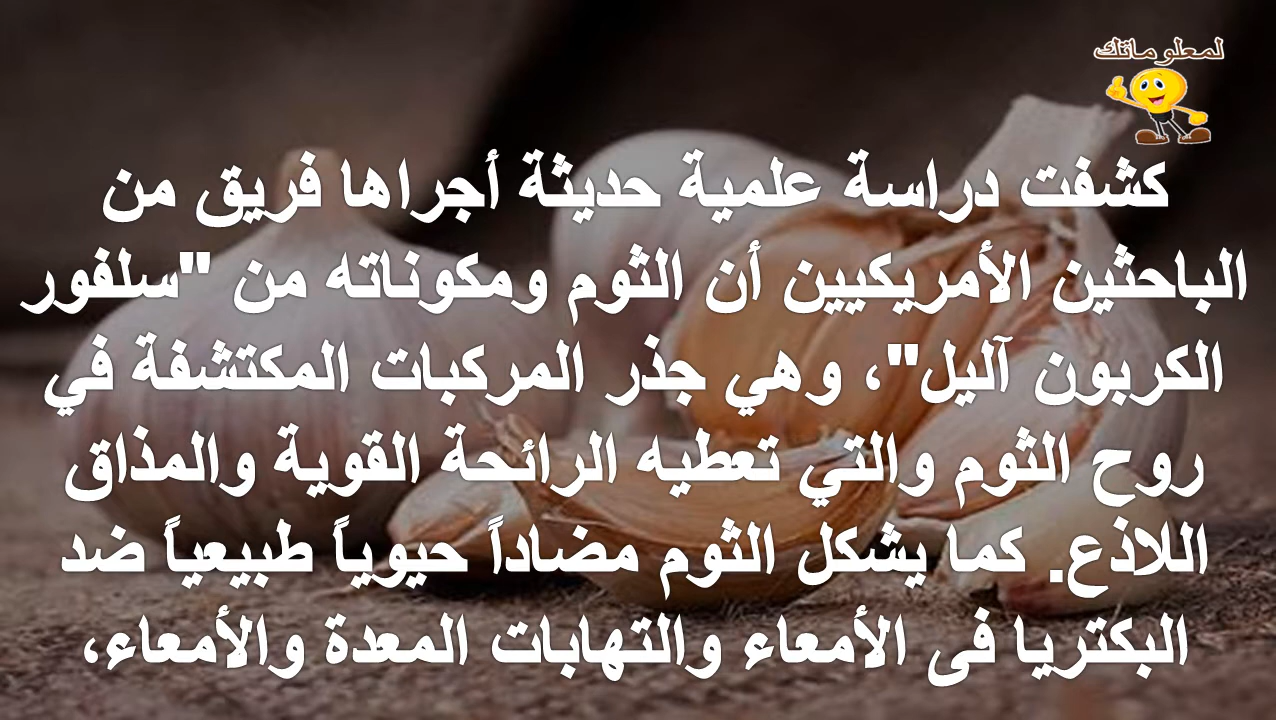 لمعلوماتك
كشفت دراسة علمية حديثة أجراها فريق من
الباحثين الأمريكيين أن الثوم ومكوناته من "سلفور
الكربون آليل"، وهي جذر المركبات المكتشفة في
روح الثوم والتي تعطيه الرائحة القوية والمذاق
اللاذع. كما يشكل الثوم مضاداً حيوياً طبيعياً ضد
البكتريا فى الأمعاء والتهابات المعدة والأمعاء،